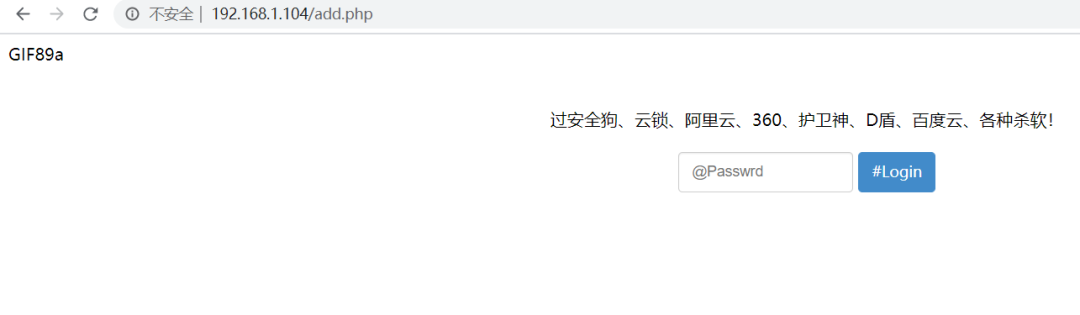 不安全 | 192.168.1.104/add.php
GIF89a
过安全狗、云锁、阿里云、360、护卫神、D盾、百度云、各种杀软！
@Passwrd #Login